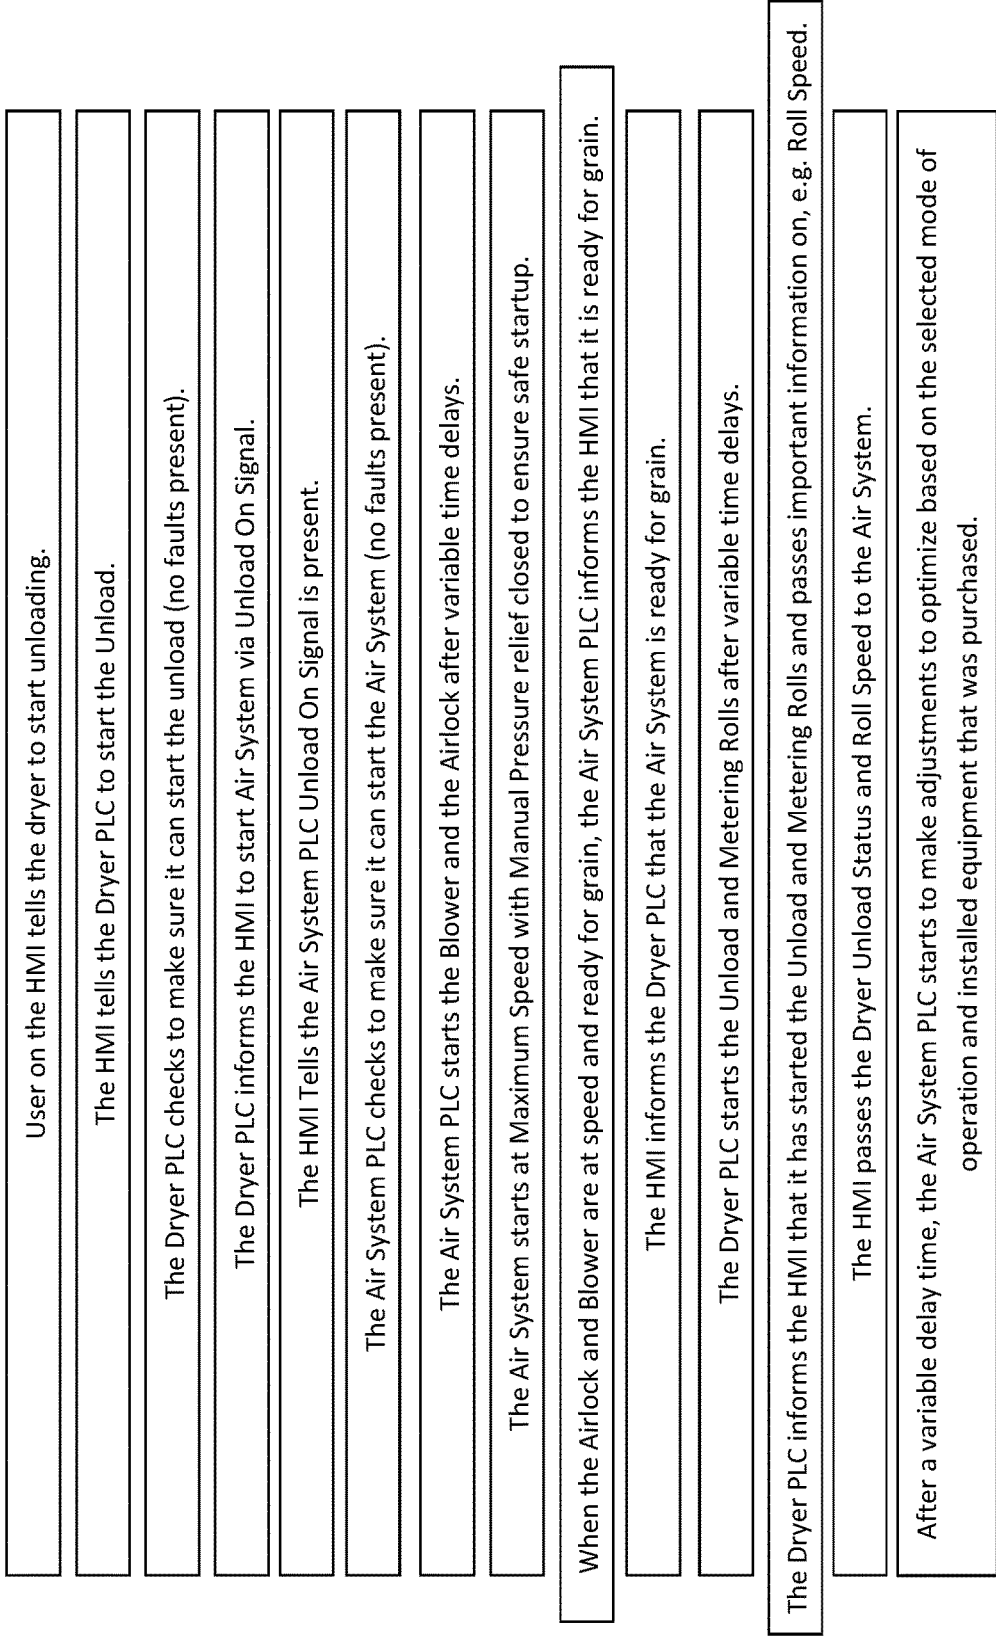 User on the HMI tells the dryer to start unloading.
The HMI tells the Dryer PLC to start the Unload.
The Dryer PLC checks to make sure it can start the unload (no faults present).
The Dryer PLC informs the HMI to start Air System via Unload On Signal.
The HMI Tells the Air System PLC Unload On Signal is present.
The Air System PLC checks to make sure it can start the Air System (no faults present).
The Air System PLC starts the Blower and the Airlock after variable time delays.
The Air System starts at Maximum Speed with Manual Pressure relief closed to ensure safe startup.
When the Airlock and Blower are at speed and ready for grain, the Air System PLC informs the HMI that it is ready for grain.
The HMI informs the Dryer PLC that the Air System is ready for grain.
The Dryer PLC starts the Unload and Metering Rolls after variable time delays.
The Dryer PLC informs the HMI that it has started the Unload and Metering Rolls and passes important information on, e.g. Roll Speed.
The HMI passes the Dryer Unload Status and Roll Speed to the Air System.
After a variable delay time, the Air System PLC starts to make adjustments to optimize based on the selected mode of
operation and installed equipment that was purchased.